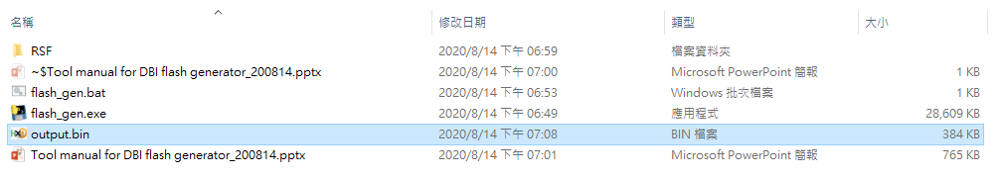 名稱 修改日期 類型 大小
RSF 2020/8/14 下午 06:59 檔案資料夾
~$Tool manual for DBI flash generator_200814.pptx 2020/8/14 下午 07:00 Microsoft PowerPoint 簡報 1 KB
flash_gen.bat 2020/8/14 下午 06:53 Windows 批次檔案 1 KB
flash_gen.exe 2020/8/14 下午 06:49 應用程式 28,609 KB
output.bin 2020/8/14 下午 07:08 BIN 檔案 384 KB
Tool manual for DBI flash generator_200814.pptx 2020/8/14 下午 07:01 Microsoft PowerPoint 簡報 765 KB